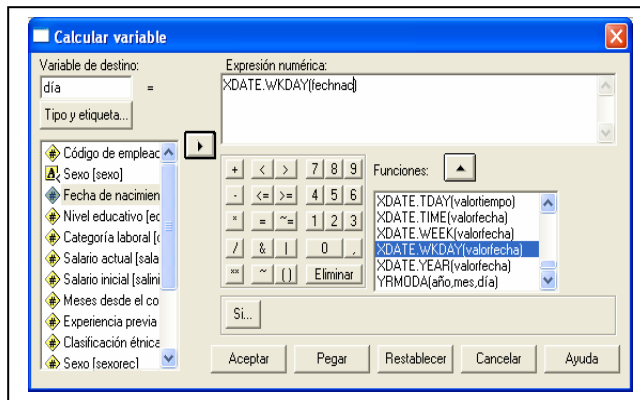 Calcular variable
Variable de destino:
día
=
Tipo y etiqueta...
Código de emplead
Sexo [sexo]
Fecha de nacimien
Nivel educativo [ed
Categoría laboral [c
Salario actual [sala
Salario inicial [salini
Meses desde el co
Experiencia previa
Clasificación étnica
Sexo [sexorec]
Expresión numérica:
XDATE.WKDAY(fechnac)
+ < > 7 8 9
- <= >= 4 5 6
* = ~= 1 2 3
/ & | 0 ,
** ~ () Eliminar
Funciones:
XDATE.TDAY(valortiempo)
XDATE.TIME(valorfecha)
XDATE.WEEK(valorfecha)
XDATE.WKDAY(valorfecha)
XDATE.YEAR(valorfecha)
YRMODA(año,mes,día)
Si...
Aceptar Pegar Restablecer Cancelar Ayuda